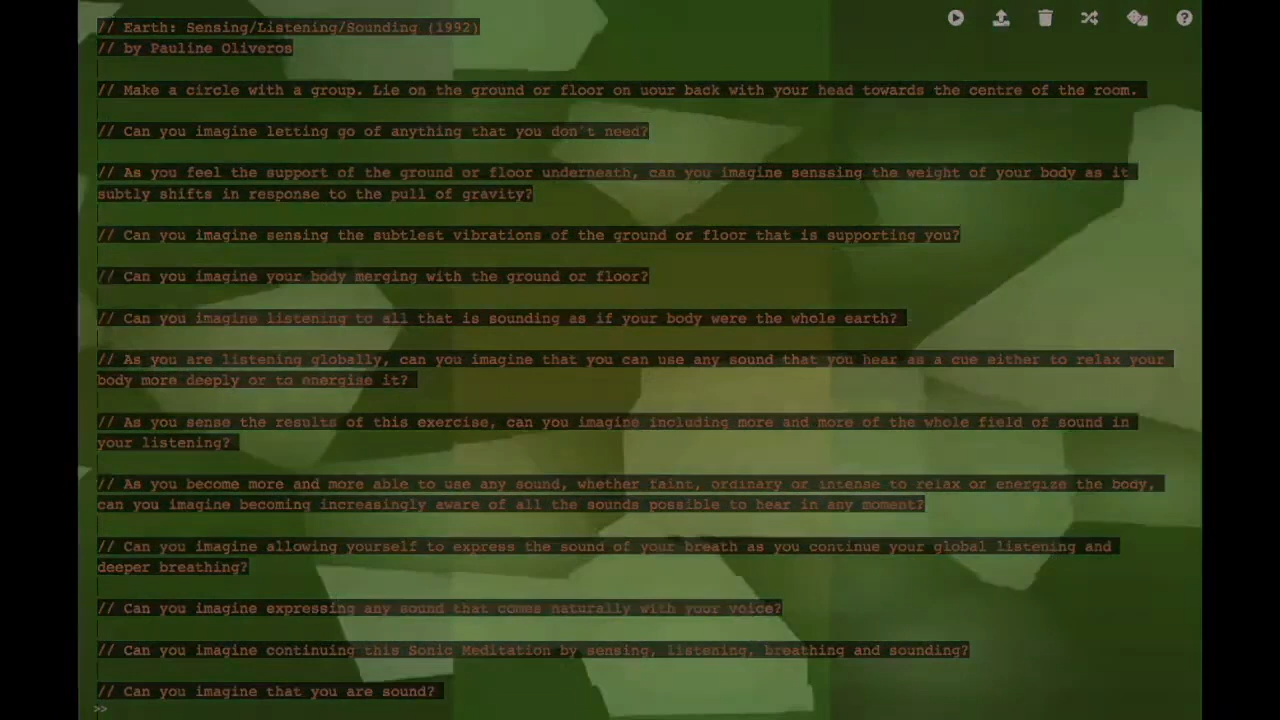 // Earth: Sensing/Listening/Sounding (1992)
// by Pauline Oliveros
// Make a circle with a group. Lie on the ground or floor on uour back with your head towards the centre of the room.
// Can you imagine letting go of anything that you don't need?
// As you feel the support of the ground or floor underneath, can you imagine senssing the weight of your body as it
subtly shifts in response to the pull of gravity?
// Can you imagine sensing the subtlest vibrations of the ground or floor that is supporting you?
// Can you imagine your body merging with the ground or floor?
// Can you imagine listening to all that is sounding as if your body were the whole earth?
// As you are listening globally, can you imagine that you can use any sound that you hear as a cue either to relax your
body more deeply or to energise it?
// As you sense the results of this exercise, can you imagine including more and more of the whole field of sound in
your listening?
// As you become more and more able to use any sound, whether faint, ordinary or intense to relax or energize the body,
can you imagine becoming increasingly aware of all the sounds possible to hear in any moment?
// Can you imagine allowing yourself to express the sound of your breath as you continue your global listening and
deeper breathing?
// Can you imagine expressing any sound that comes naturally with your voice?
// Can you imagine continuing this Sonic Meditation by sensing, listening, breathing and sounding?
// Can you imagine that you are sound?
>>